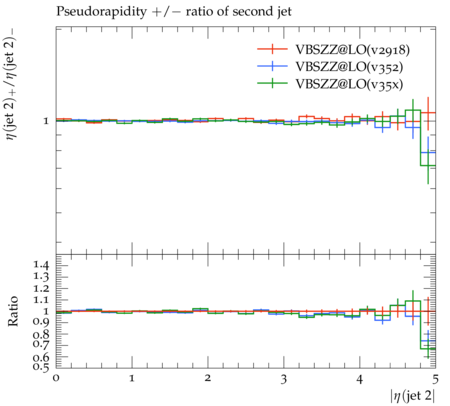 Pseudorapidity +/− ratio of second jet
VBSZZ@LO(v2918)
VBSZZ@LO(v352)
VBSZZ@LO(v35x)
η(jet 2)₊/η(jet 2)₋
1
Ratio
1.4
1.3
1.2
1.1
1
0.9
0.8
0.7
0.6
0.5
0 1 2 3 4 5
|η(jet 2|